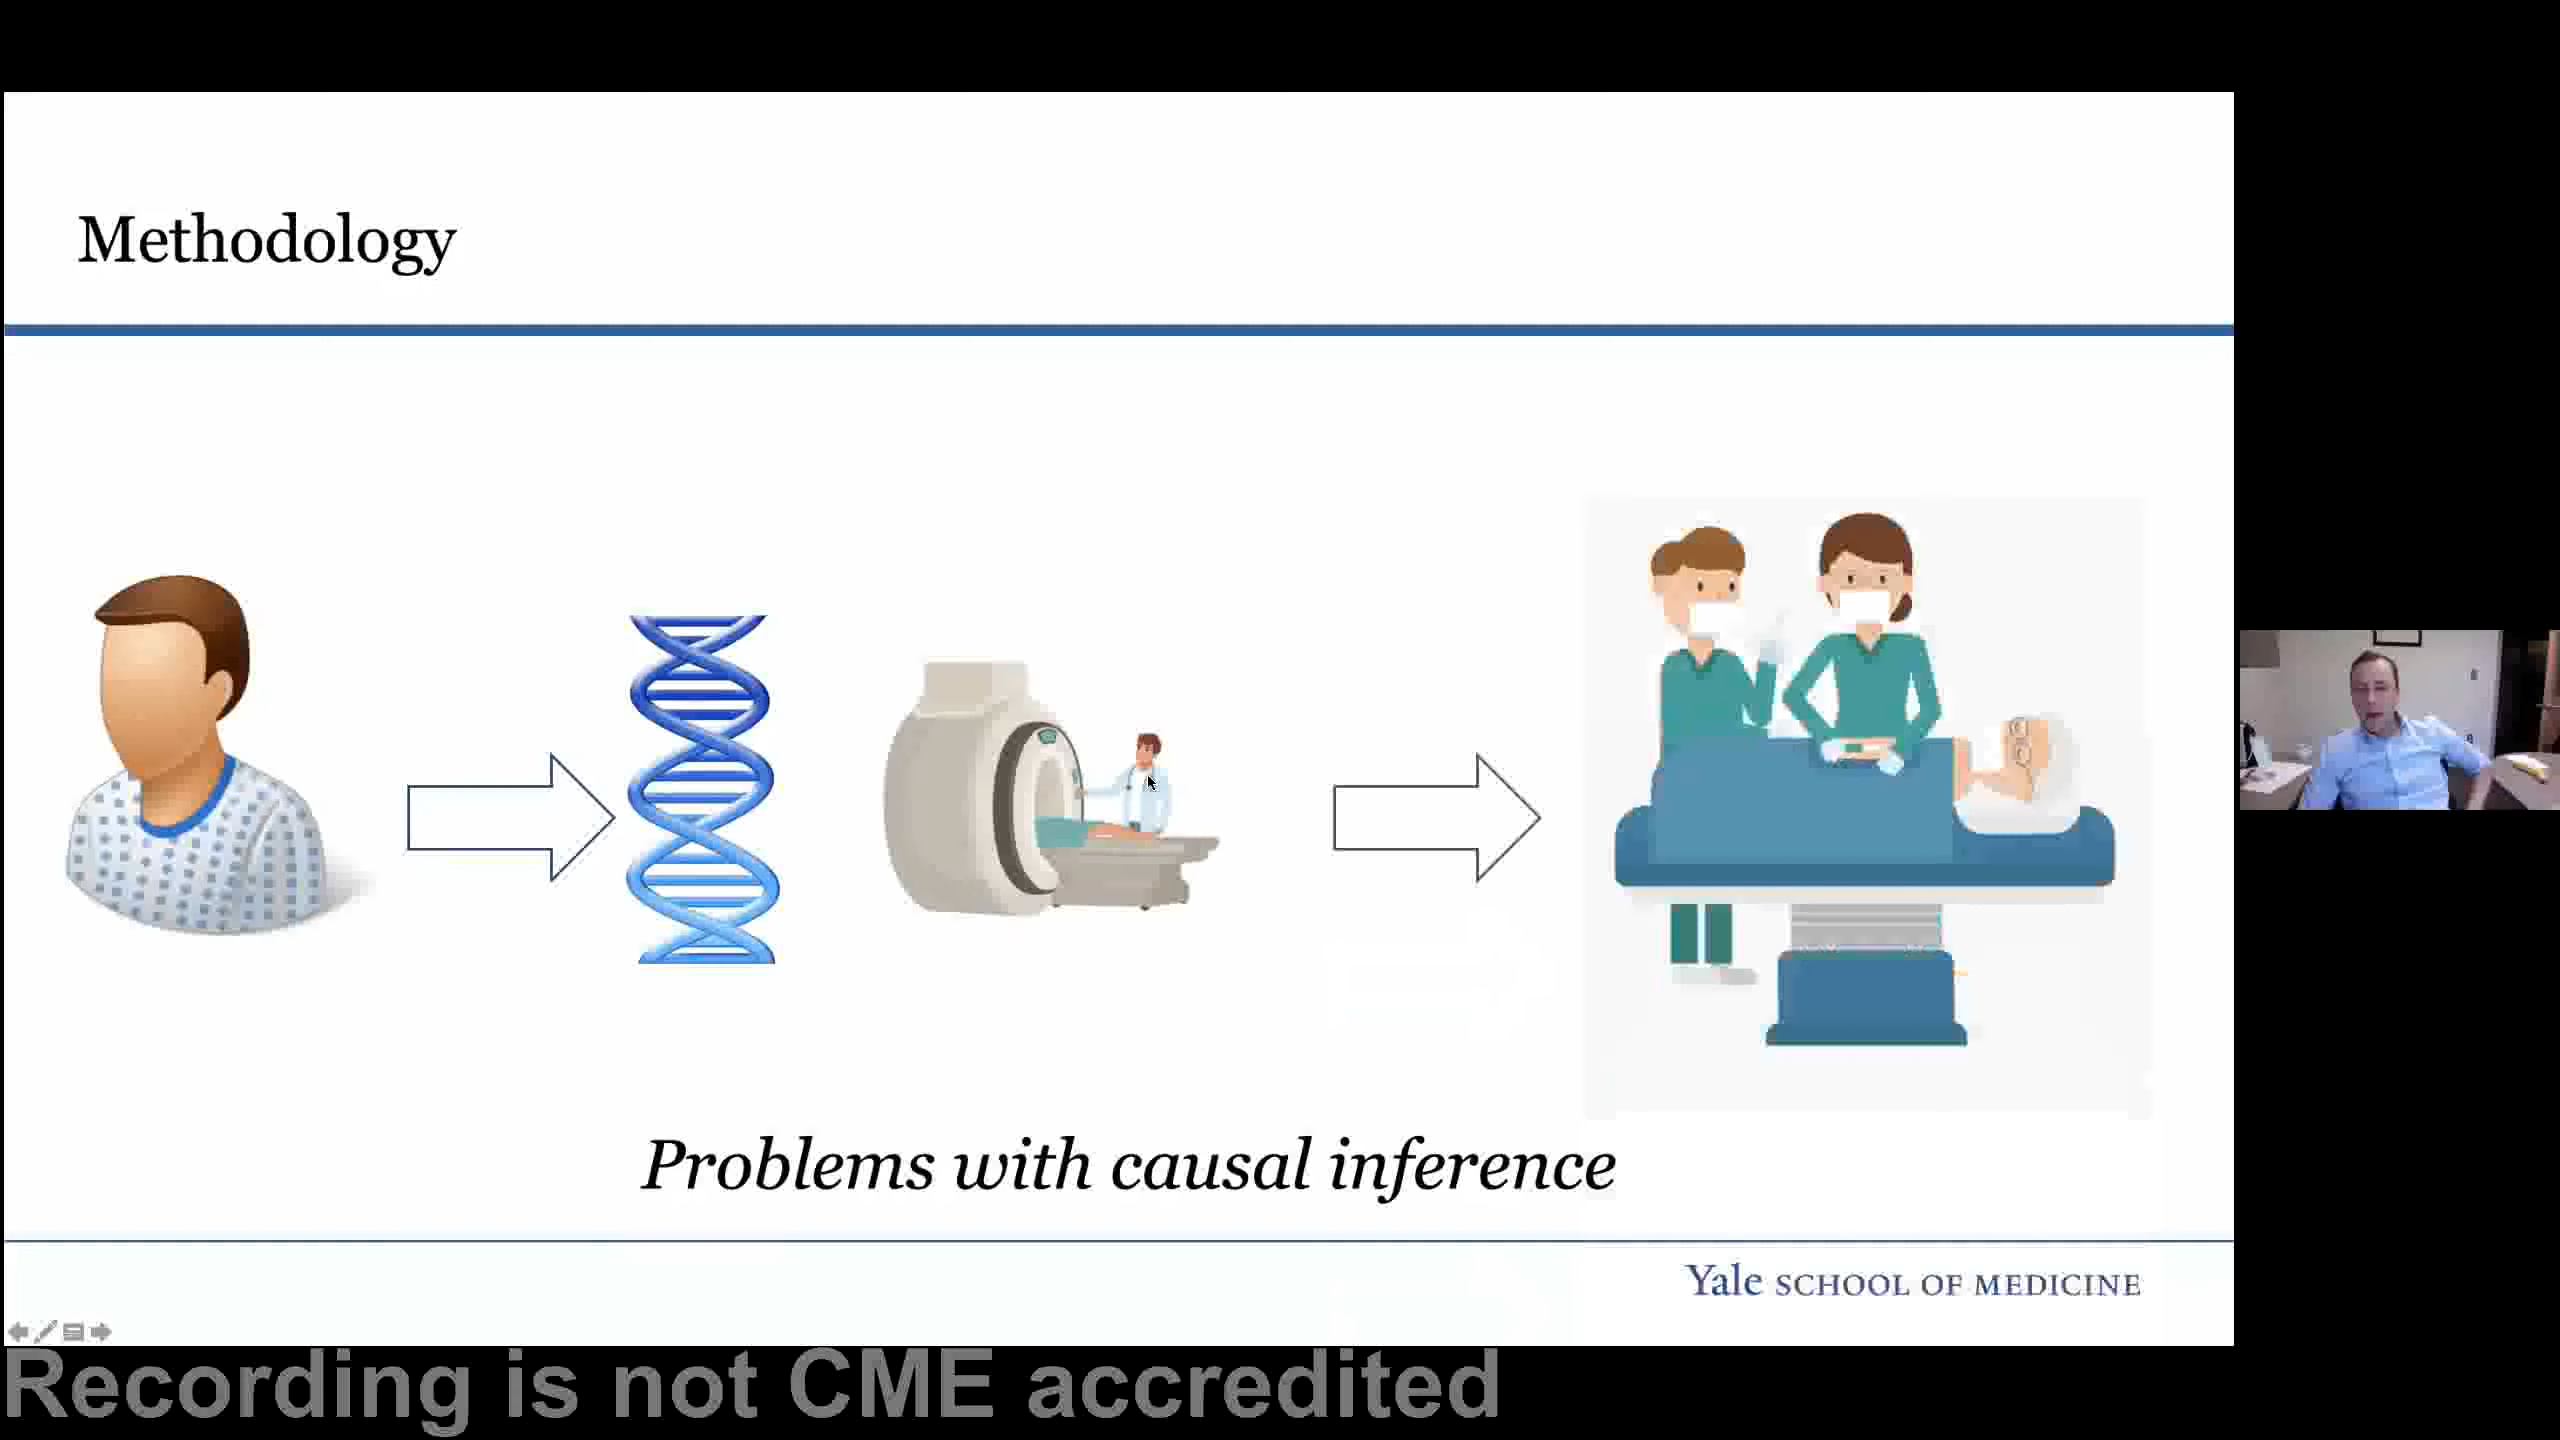 Methodology
Problems with causal inference
Yale SCHOOL OF MEDICINE
Recording is not CME accredited